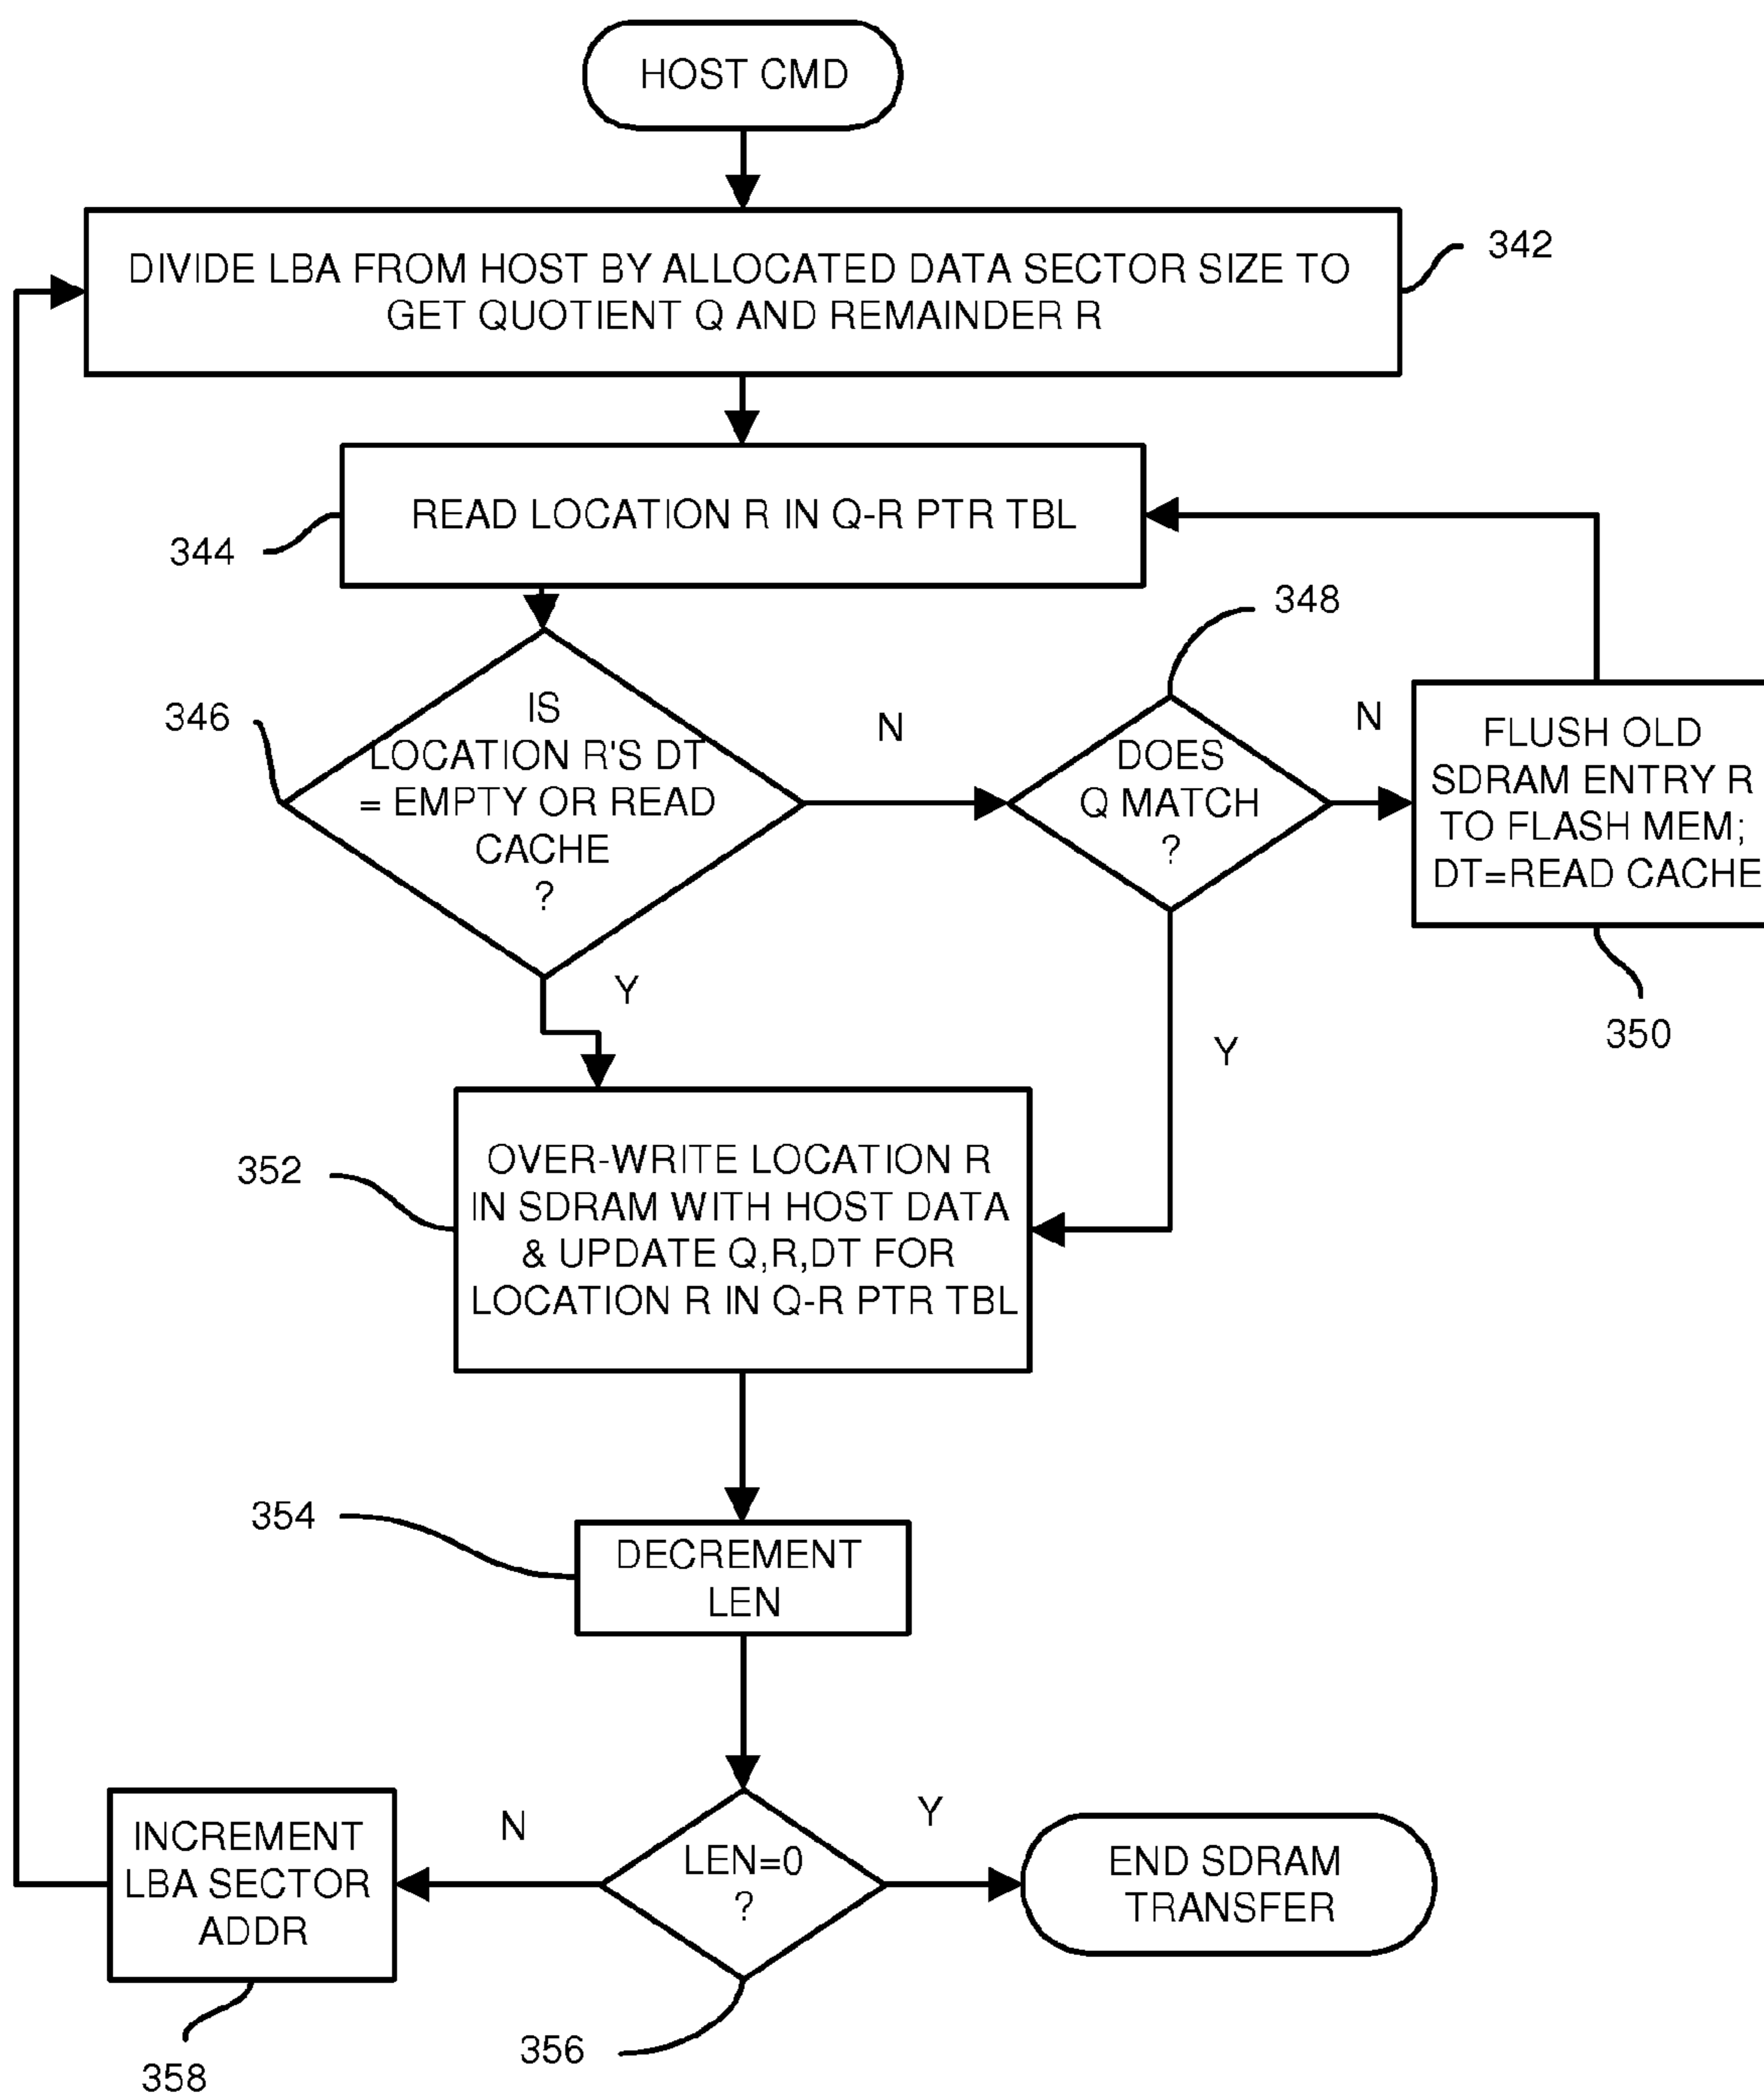 HOST CMD
DIVIDE LBA FROM HOST BY ALLOCATED DATA SECTOR SIZE TO
GET QUOTIENT Q AND REMAINDER R
342
READ LOCATION R IN Q-R PTR TBL
344
348
346
IS
LOCATION R'S DT
= EMPTY OR READ
CACHE
?
N
DOES
Q MATCH
?
N
FLUSH OLD
SDRAM ENTRY R
TO FLASH MEM;
DT=READ CACHE
350
Y
Y
352
OVER-WRITE LOCATION R
IN SDRAM WITH HOST DATA
& UPDATE Q,R,DT FOR
LOCATION R IN Q-R PTR TBL
354
DECREMENT
LEN
INCREMENT
LBA SECTOR
ADDR
N
LEN=0
?
Y
END SDRAM
TRANSFER
356
358